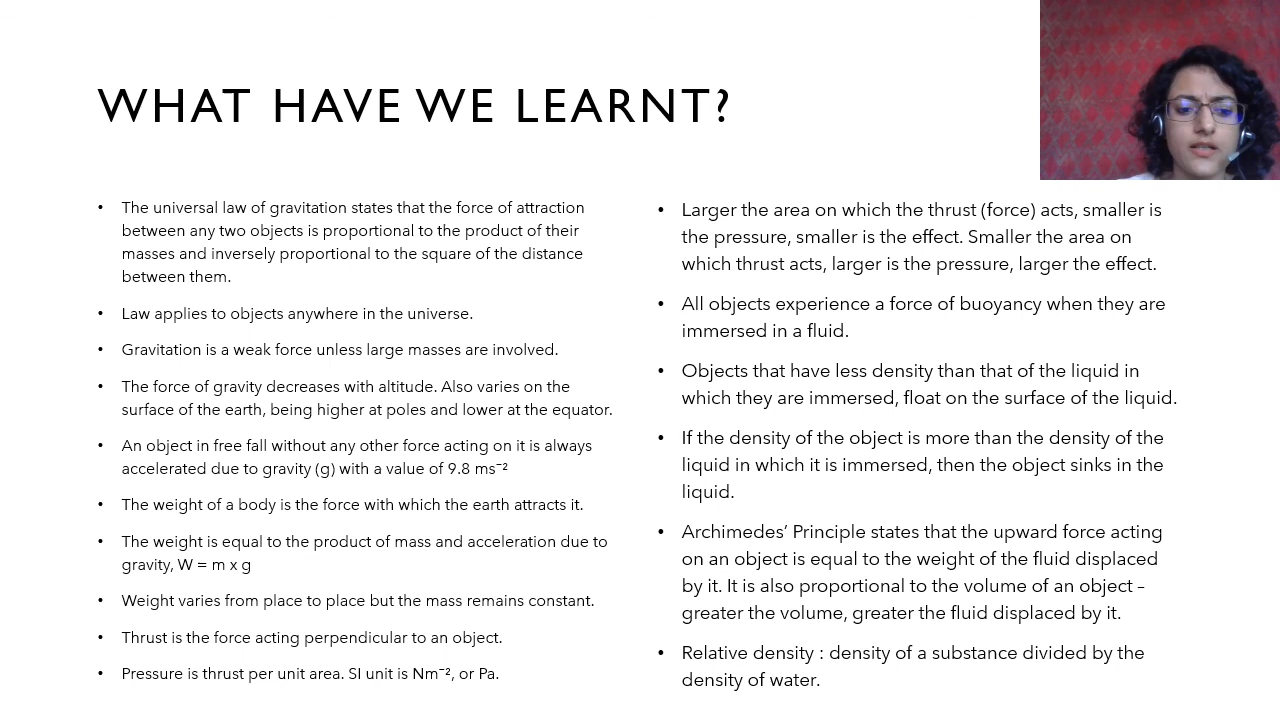 WHAT HAVE WE LEARNT?
• The universal law of gravitation states that the force of attraction
between any two objects is proportional to the product of their
masses and inversely proportional to the square of the distance
between them.
• Law applies to objects anywhere in the universe.
• Gravitation is a weak force unless large masses are involved.
• The force of gravity decreases with altitude. Also varies on the
surface of the earth, being higher at poles and lower at the equator.
• An object in free fall without any other force acting on it is always
accelerated due to gravity (g) with a value of 9.8 ms⁻²
• The weight of a body is the force with which the earth attracts it.
• The weight is equal to the product of mass and acceleration due to
gravity, W = m x g
• Weight varies from place to place but the mass remains constant.
• Thrust is the force acting perpendicular to an object.
• Pressure is thrust per unit area. SI unit is Nm⁻², or Pa.
• Larger the area on which the thrust (force) acts, smaller is
the pressure, smaller is the effect. Smaller the area on
which thrust acts, larger is the pressure, larger the effect.
• All objects experience a force of buoyancy when they are
immersed in a fluid.
• Objects that have less density than that of the liquid in
which they are immersed, float on the surface of the liquid.
• If the density of the object is more than the density of the
liquid in which it is immersed, then the object sinks in the
liquid.
• Archimedes’ Principle states that the upward force acting
on an object is equal to the weight of the fluid displaced
by it. It is also proportional to the volume of an object –
greater the volume, greater the fluid displaced by it.
• Relative density : density of a substance divided by the
density of water.